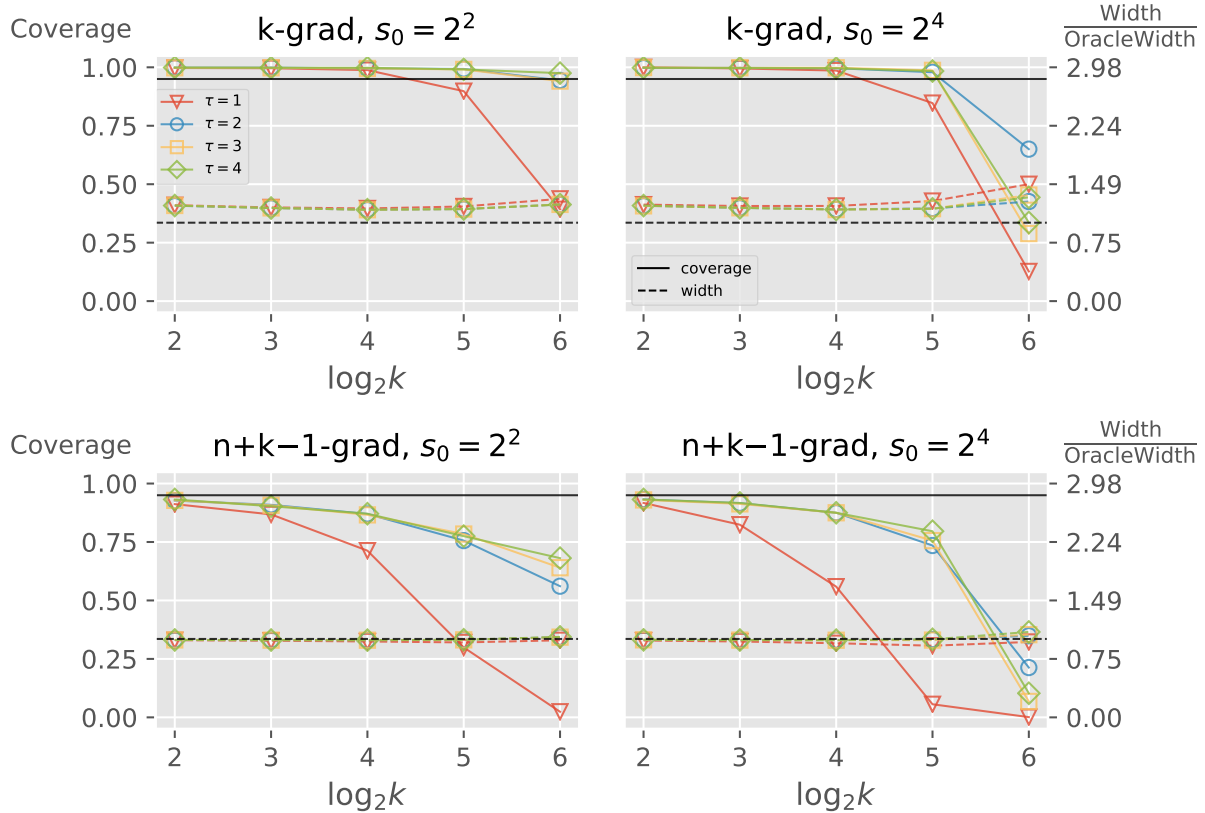 Coverage
k-grad, s₀ = 2²
k-grad, s₀ = 2⁴
Width
OracleWidth
1.00
0.75
0.50
0.25
0.00
τ = 1
τ = 2
τ = 3
τ = 4
coverage
width
2.98
2.24
1.49
0.75
0.00
2 3 4 5 6
2 3 4 5 6
log₂k
log₂k
Coverage
n+k−1-grad, s₀ = 2²
n+k−1-grad, s₀ = 2⁴
Width
OracleWidth
1.00
0.75
0.50
0.25
0.00
2.98
2.24
1.49
0.75
0.00
2 3 4 5 6
2 3 4 5 6
log₂k
log₂k